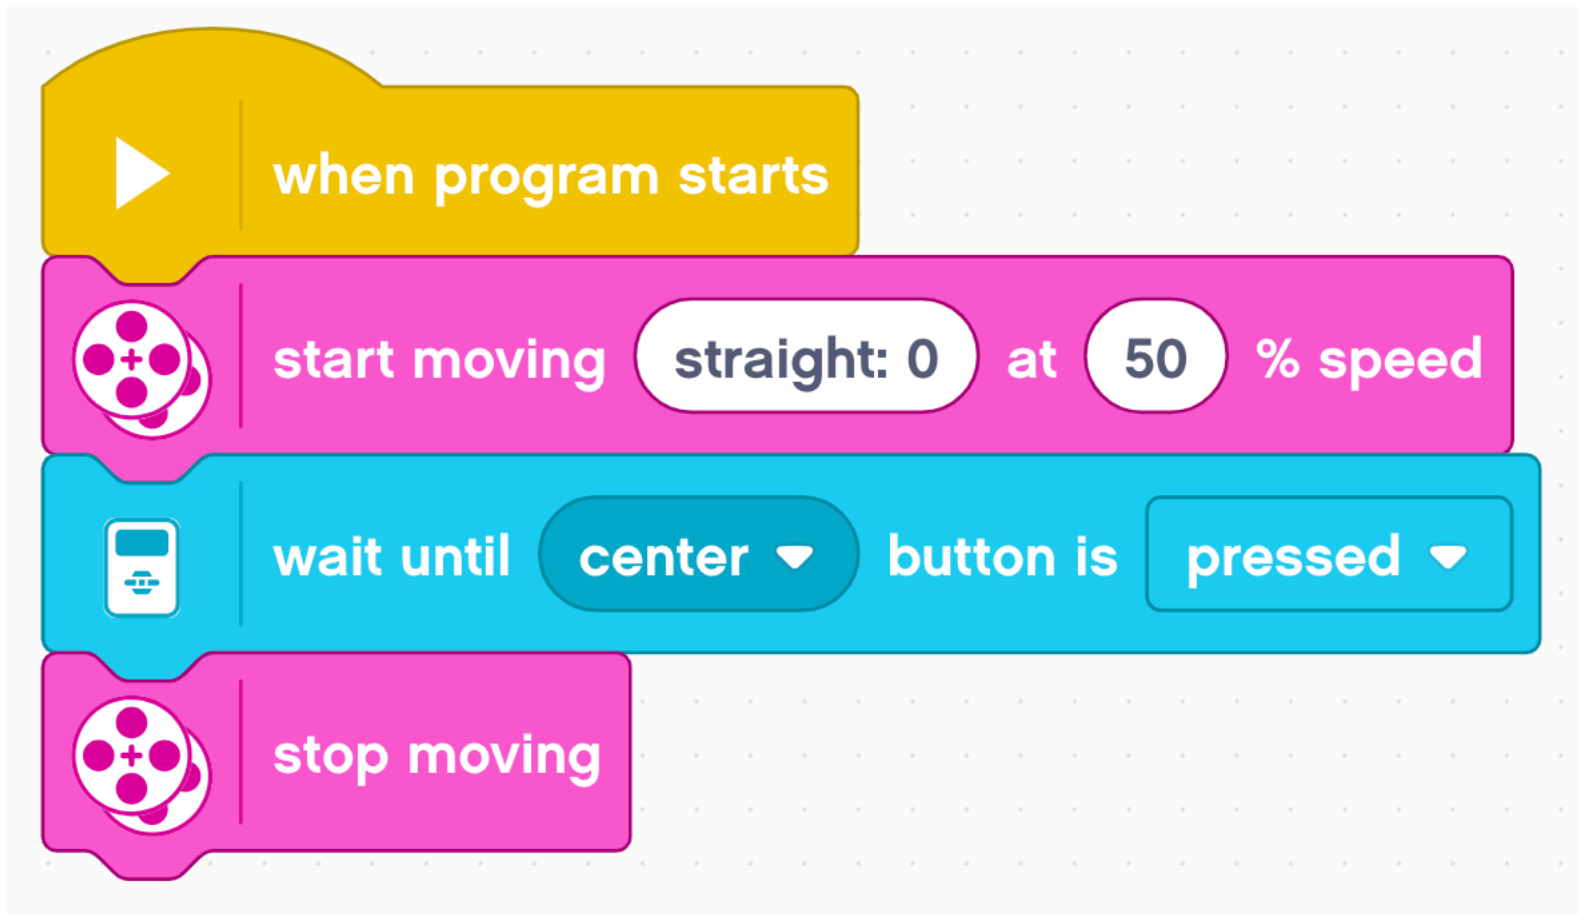 when program starts
start moving straight: 0 at 50 % speed
wait until center button is pressed
stop moving